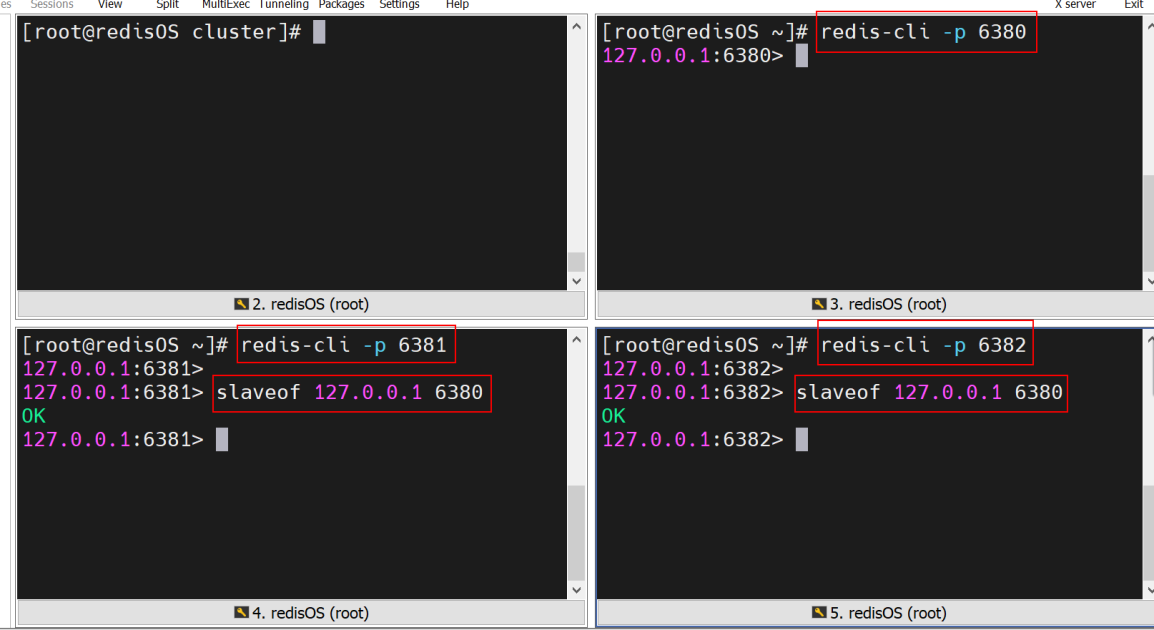 es Sessions View Split MultiExec Tunneling Packages Settings Help X server Exit
[root@redisOS cluster]#
2. redisOS (root)
[root@redisOS ~]# redis-cli -p 6380
127.0.0.1:6380>
3. redisOS (root)
[root@redisOS ~]# redis-cli -p 6381
127.0.0.1:6381>
127.0.0.1:6381> slaveof 127.0.0.1 6380
OK
127.0.0.1:6381>
4. redisOS (root)
[root@redisOS ~]# redis-cli -p 6382
127.0.0.1:6382>
127.0.0.1:6382> slaveof 127.0.0.1 6380
OK
127.0.0.1:6382>
5. redisOS (root)